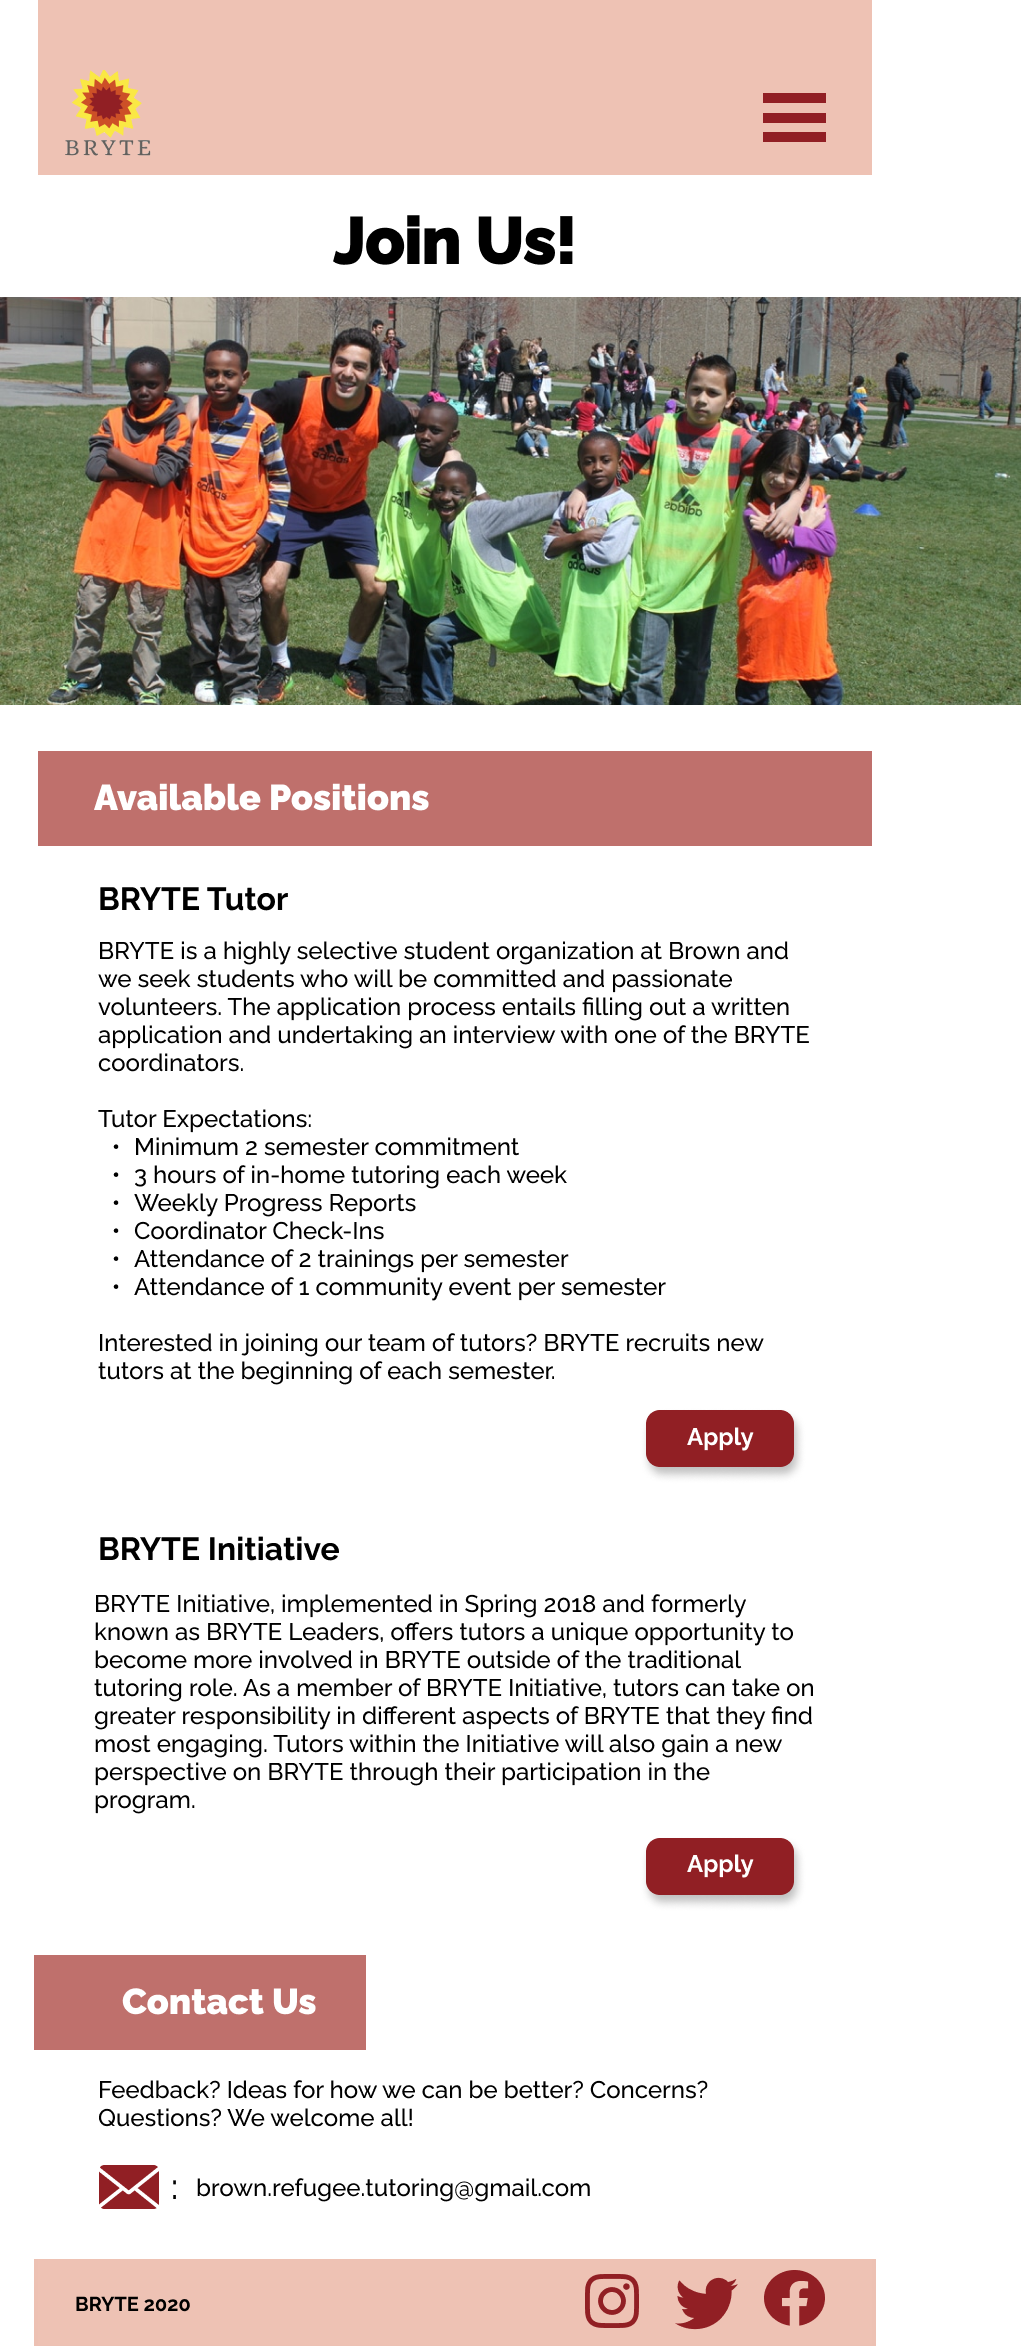 BRYTE
Join Us!
adidas
adidas
adidas
adidas
adidas
adidas
Available Positions
BRYTE Tutor
BRYTE is a highly selective student organization at Brown and
we seek students who will be committed and passionate
volunteers. The application process entails filling out a written
application and undertaking an interview with one of the BRYTE
coordinators.
Tutor Expectations:
• Minimum 2 semester commitment
• 3 hours of in-home tutoring each week
• Weekly Progress Reports
• Coordinator Check-Ins
• Attendance of 2 trainings per semester
• Attendance of 1 community event per semester
Interested in joining our team of tutors? BRYTE recruits new
tutors at the beginning of each semester.
Apply
BRYTE Initiative
BRYTE Initiative, implemented in Spring 2018 and formerly
known as BRYTE Leaders, offers tutors a unique opportunity to
become more involved in BRYTE outside of the traditional
tutoring role. As a member of BRYTE Initiative, tutors can take on
greater responsibility in different aspects of BRYTE that they find
most engaging. Tutors within the Initiative will also gain a new
perspective on BRYTE through their participation in the
program.
Apply
Contact Us
Feedback? Ideas for how we can be better? Concerns?
Questions? We welcome all!
: brown.refugee.tutoring@gmail.com
BRYTE 2020